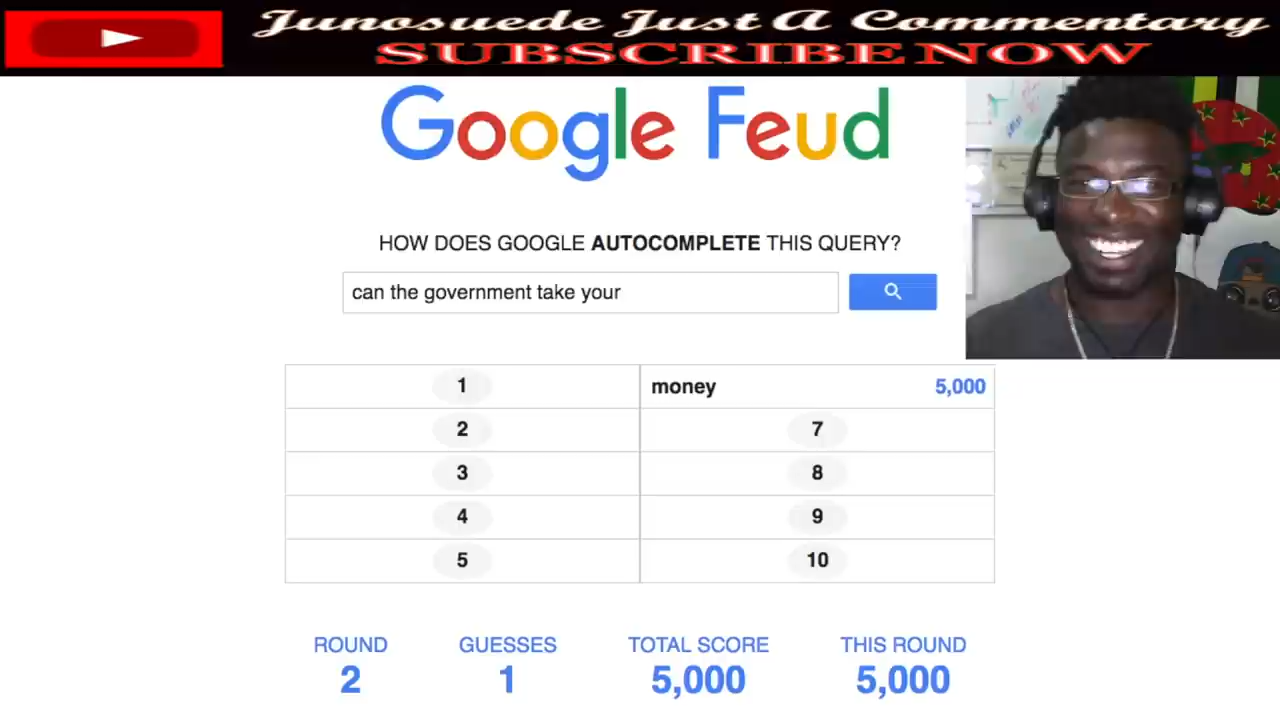 Junosuede Just A Commentary
SUBSCRIBE NOW
Google Feud
HOW DOES GOOGLE AUTOCOMPLETE THIS QUERY?
can the government take your
1 money 5,000
2 7
3 8
4 9
5 10
ROUND GUESSES TOTAL SCORE THIS ROUND
2 1 5,000 5,000